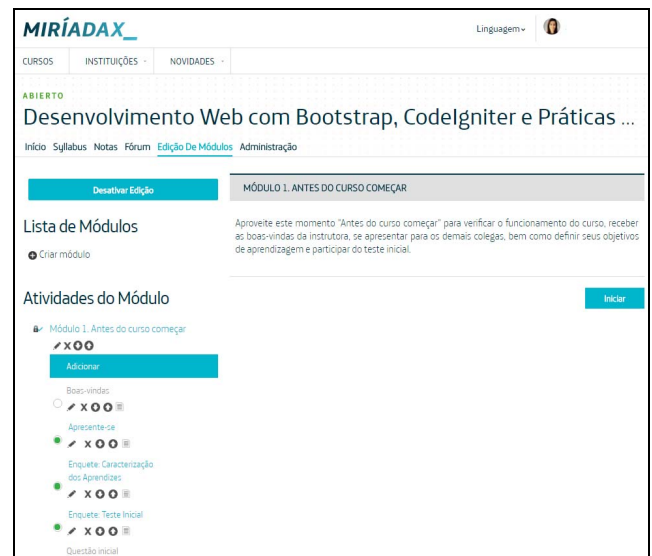 MIRÍADAX_
Linguagem
CURSOS INSTITUIÇÕES NOVIDADES
ABIERTO
Desenvolvimento Web com Bootstrap, CodeIgniter e Práticas ...
Início Syllabus Notas Fórum Edição De Módulos Administração
Desativar Edição
MÓDULO 1. ANTES DO CURSO COMEÇAR
Lista de Módulos
Criar módulo
Aproveite este momento "Antes do curso começar" para verificar o funcionamento do curso, receber
as boas-vindas da instrutora, se apresentar para os demais colegas, bem como definir seus objetivos
de aprendizagem e participar do teste inicial.
Atividades do Módulo
Iniciar
Módulo 1. Antes do curso começar
Adicionar
Boas-vindas
Apresente-se
Enquete: Caracterização
dos Aprendizes
Enquete: Teste Inicial
Questão inicial